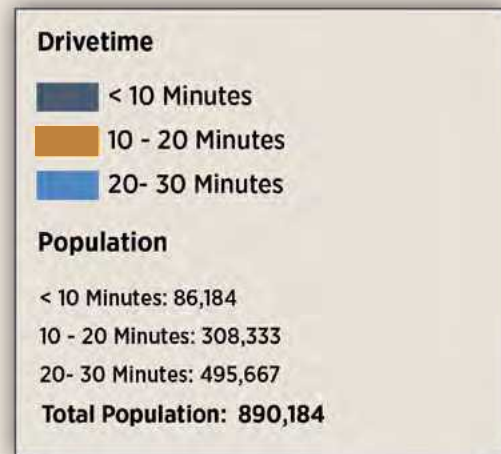 Drivetime
< 10 Minutes
10 - 20 Minutes
20- 30 Minutes
Population
< 10 Minutes: 86,184
10 - 20 Minutes: 308,333
20- 30 Minutes: 495,667
Total Population: 890,184